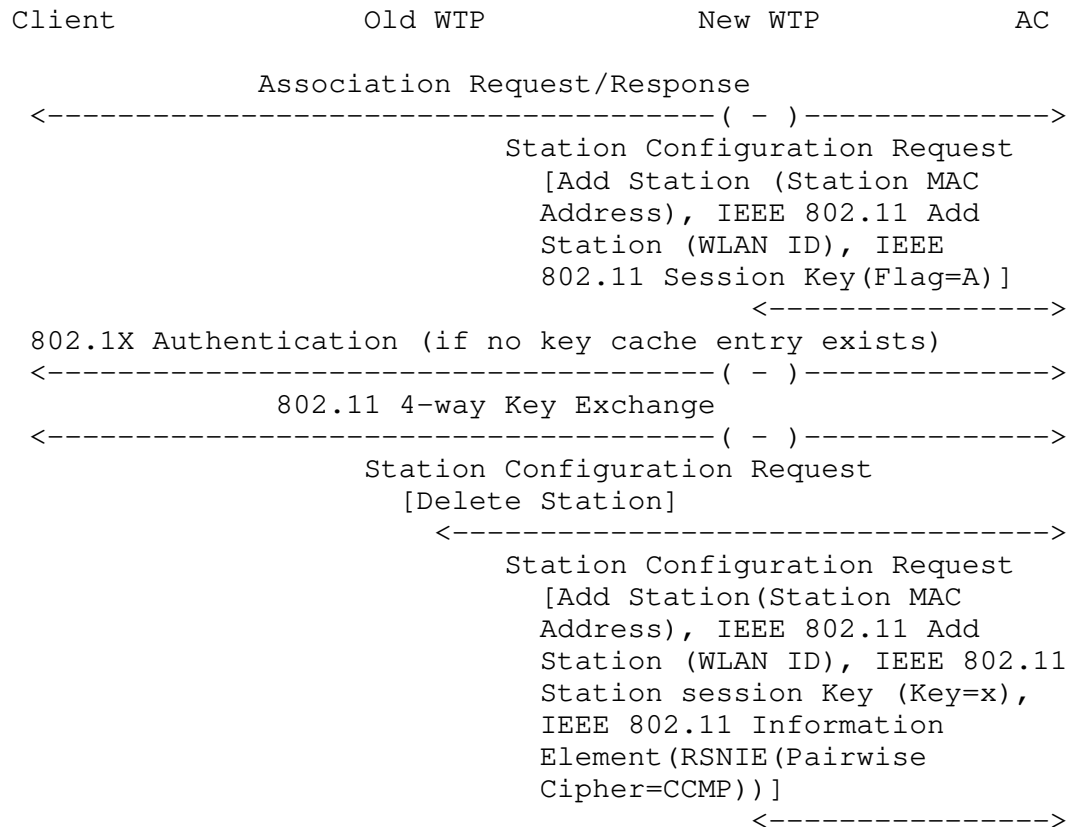 Client              Old WTP              New WTP             AC
Association Request/Response
<--------------------------------------( - )-------------->
Station Configuration Request
[Add Station (Station MAC
Address), IEEE 802.11 Add
Station (WLAN ID), IEEE
802.11 Session Key(Flag=A)]
<---------------->
802.1X Authentication (if no key cache entry exists)
<--------------------------------------( - )-------------->
802.11 4-way Key Exchange
<--------------------------------------( - )-------------->
Station Configuration Request
[Delete Station]
<---------------------------------->
Station Configuration Request
[Add Station(Station MAC
Address), IEEE 802.11 Add
Station (WLAN ID), IEEE 802.11
Station session Key (Key=x),
IEEE 802.11 Information
Element(RSNIE(Pairwise
Cipher=CCMP))]
<---------------->